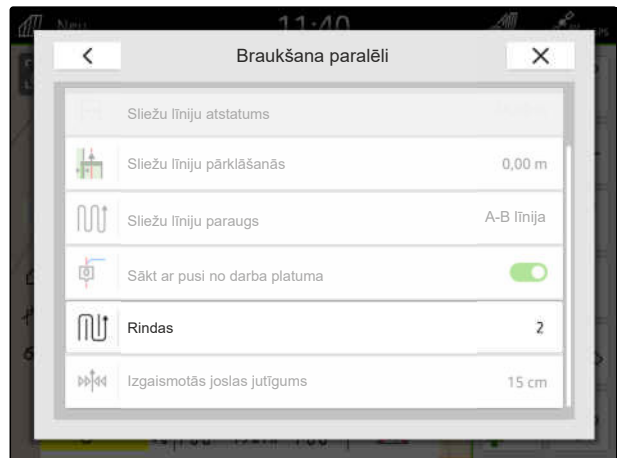 Neu
11:40
Braukšana paralēli
Sliežu līniju atstatums
Sliežu līniju pārklāšanās 0,00 m
Sliežu līniju paraugs A-B līnija
Sākt ar pusi no darba platuma
Rindas 2
Izgaismotās joslas jutīgums 15 cm